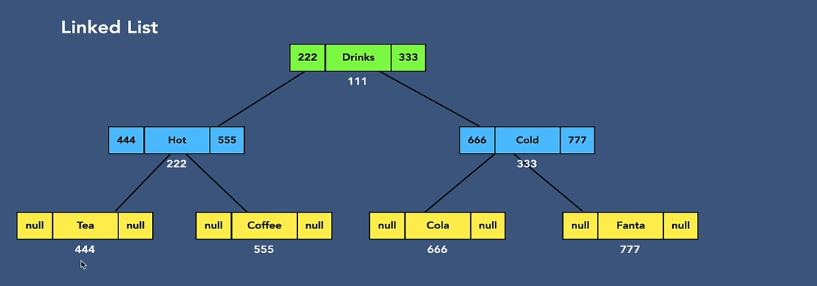 Linked List
222 Drinks 333
111
444 Hot 555
222
666 Cold 777
333
null Tea null
444
null Coffee null
555
null Cola null
666
null Fanta null
777